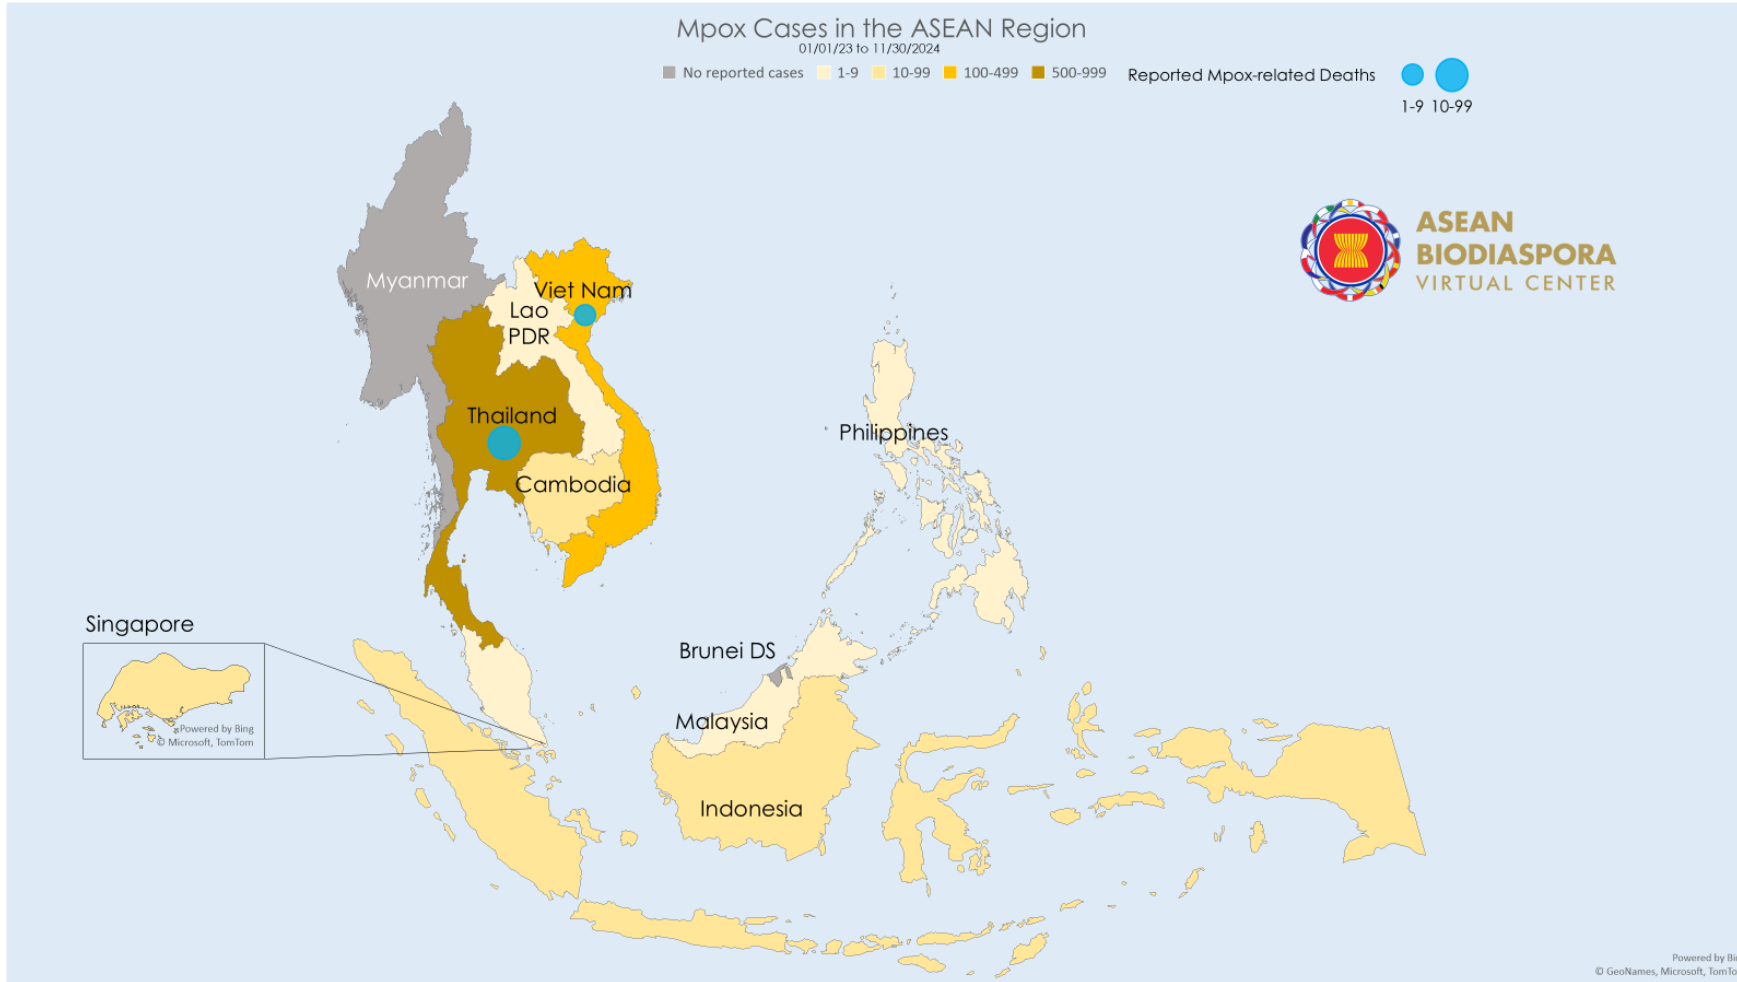 Mpox Cases in the ASEAN Region
01/01/23 to 11/30/2024
No reported cases 1-9 10-99 100-499 500-999 Reported Mpox-related Deaths
1-9 10-99
ASEAN
BIODIASPORA
VIRTUAL CENTER
Myanmar
Viet Nam
Lao
PDR
Thailand
Philippines
Cambodia
Singapore
Powered by Bing
© Microsoft, TomTom
Brunei DS
Malaysia
Indonesia
Powered by Bin
© GeoNames, Microsoft, TomTo